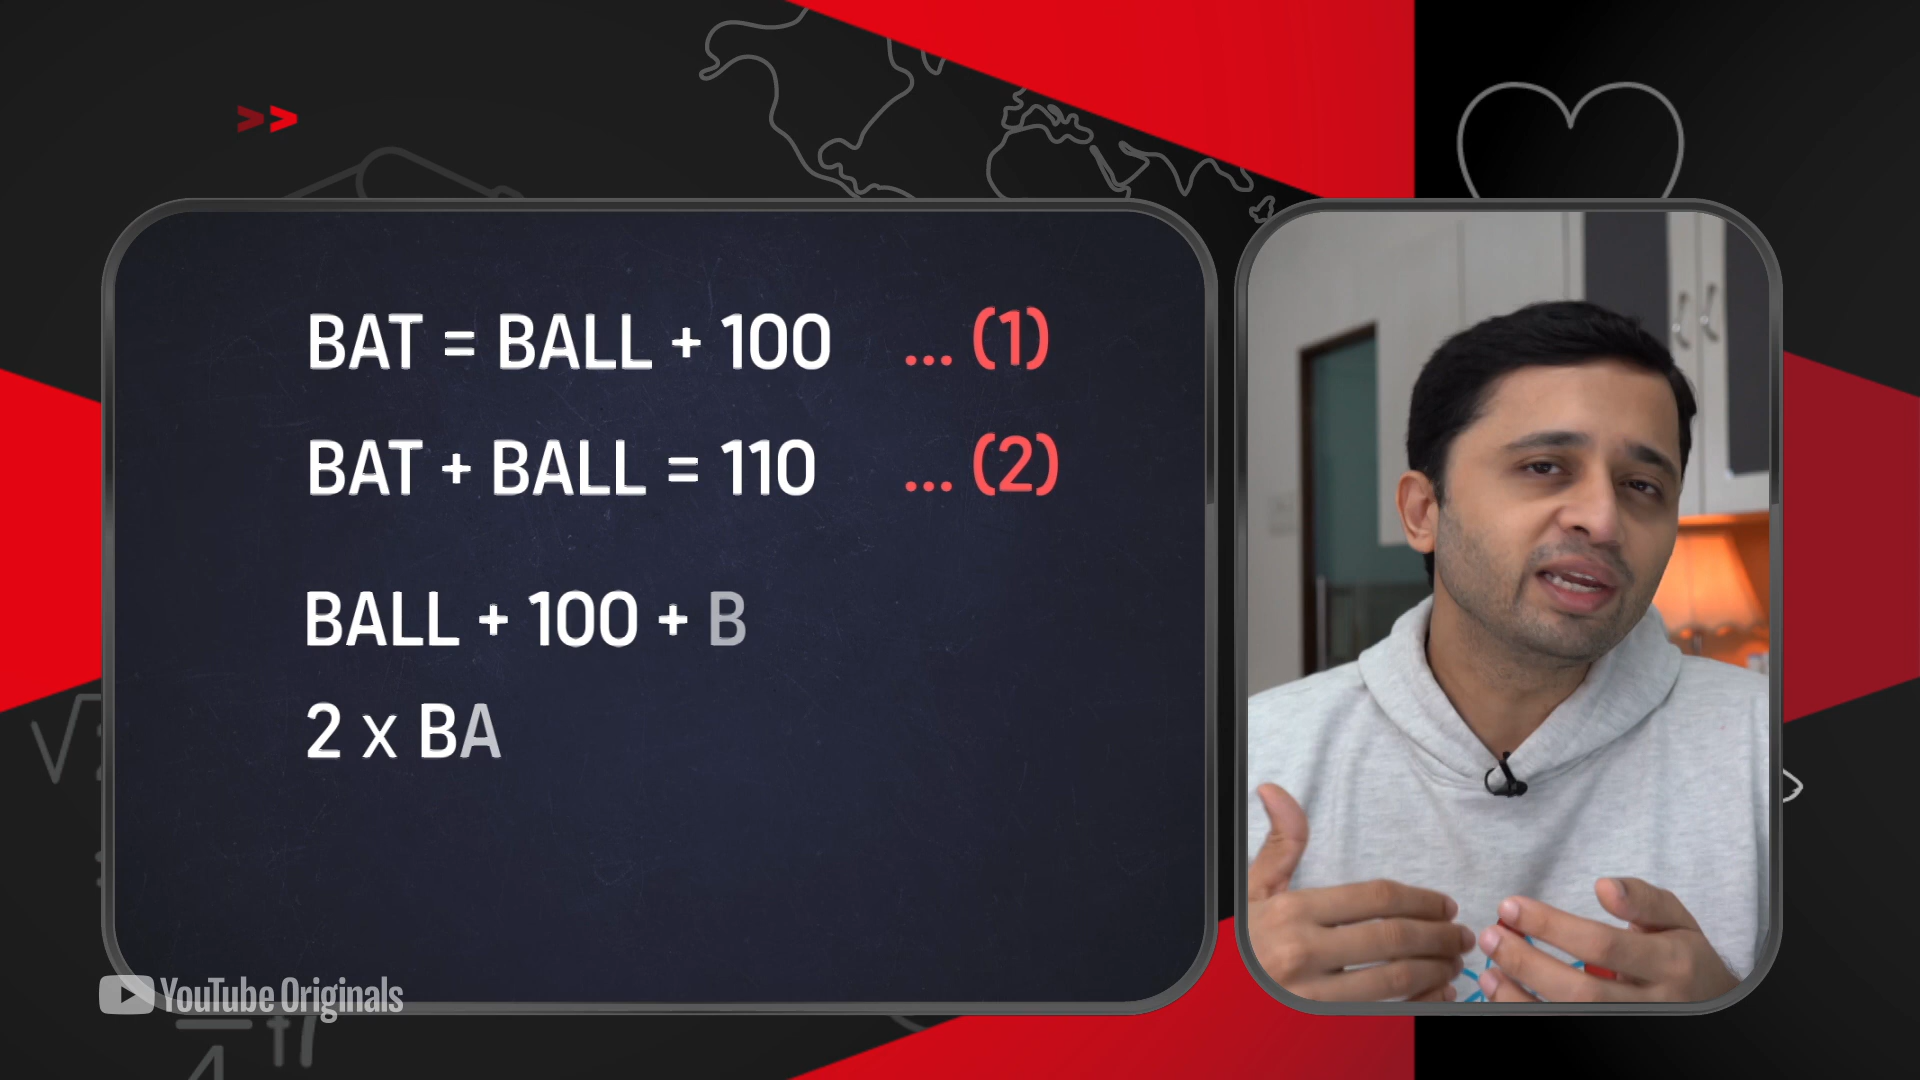 >>
BAT = BALL + 100 ... (1)
BAT + BALL = 110 ... (2)
BALL + 100 + B
2 x BA
YouTube Originals